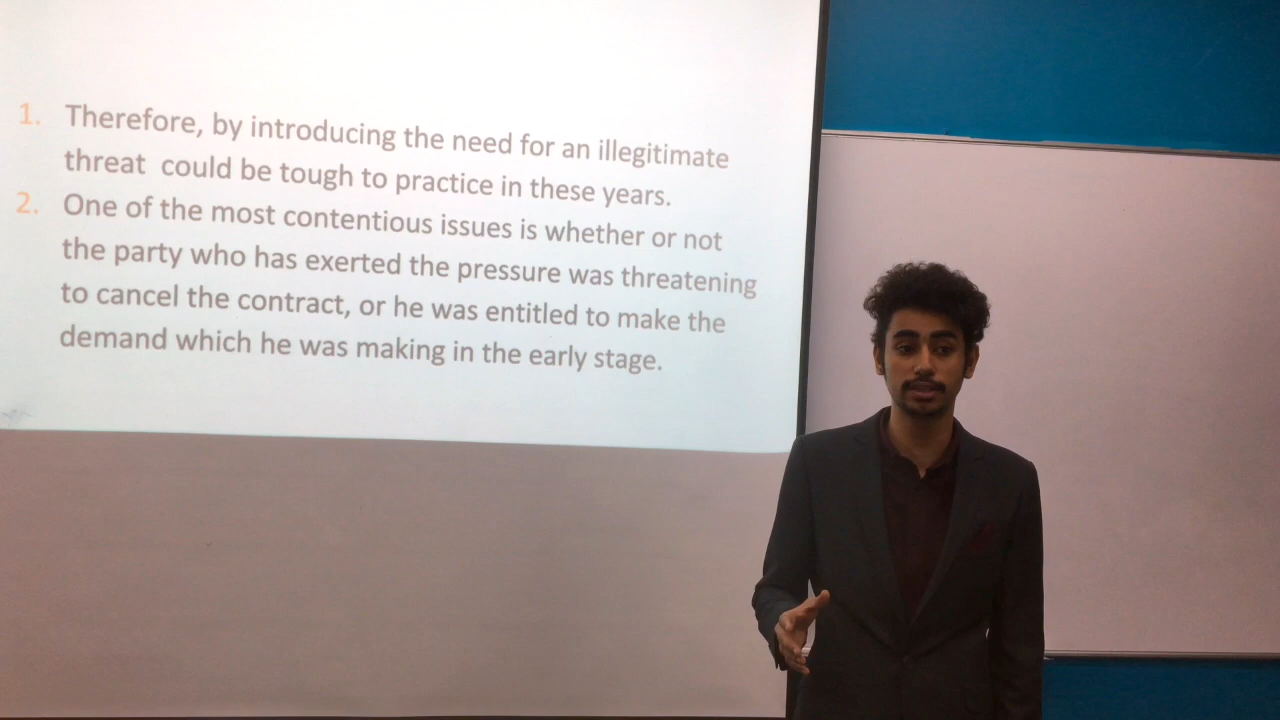 1. Therefore, by introducing the need for an illegitimate
threat could be tough to practice in these years.
2. One of the most contentious issues is whether or not
the party who has exerted the pressure was threatening
to cancel the contract, or he was entitled to make the
demand which he was making in the early stage.